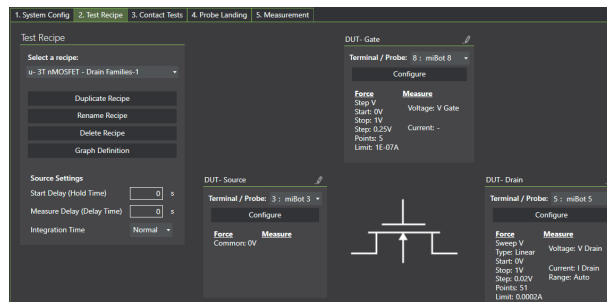 1. System Config 2. Test Recipe 3. Contact Tests 4. Probe Landing 5. Measurement
Test Recipe
Select a recipe:
u- 3T nMOSFET - Drain Families-1
Duplicate Recipe
Rename Recipe
Delete Recipe
Graph Definition
Source Settings
Start Delay (Hold Time) 0 s
Measure Delay (Delay Time) 0 s
Integration Time Normal
DUT- Gate
Terminal / Probe: 8 : miBot 8
Configure
Force Measure
Step V
Start: 0V
Stop: 1V
Step: 0.25V
Points: 5
Limit: 1E-07A
Voltage: V Gate
Current: -
DUT- Source
Terminal / Probe: 3 : miBot 3
Configure
Force Measure
Common: 0V
DUT- Drain
Terminal / Probe: 5 : miBot 5
Configure
Force Measure
Sweep V
Type: Linear
Start: 0V
Stop: 1V
Step: 0.02V
Points: 51
Limit: 0.0002A
Voltage: V Drain
Current: I Drain
Range: Auto